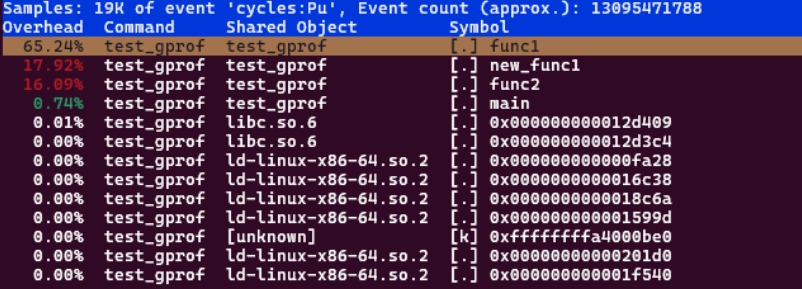 Samples: 19K of event 'cycles:Pu', Event count (approx.): 13095471788
Overhead  Command     Shared Object         Symbol
  65.24%  test_gprof  test_gprof            [.] func1
  17.92%  test_gprof  test_gprof            [.] new_func1
  16.09%  test_gprof  test_gprof            [.] func2
   0.74%  test_gprof  test_gprof            [.] main
   0.01%  test_gprof  libc.so.6             [.] 0x000000000012d409
   0.00%  test_gprof  libc.so.6             [.] 0x000000000012d3c4
   0.00%  test_gprof  ld-linux-x86-64.so.2  [.] 0x000000000000fa28
   0.00%  test_gprof  ld-linux-x86-64.so.2  [.] 0x0000000000016c38
   0.00%  test_gprof  ld-linux-x86-64.so.2  [.] 0x0000000000018c6a
   0.00%  test_gprof  ld-linux-x86-64.so.2  [.] 0x000000000001599d
   0.00%  test_gprof  [unknown]             [k] 0xffffffffa4000be0
   0.00%  test_gprof  ld-linux-x86-64.so.2  [.] 0x00000000000201d0
   0.00%  test_gprof  ld-linux-x86-64.so.2  [.] 0x000000000001f540